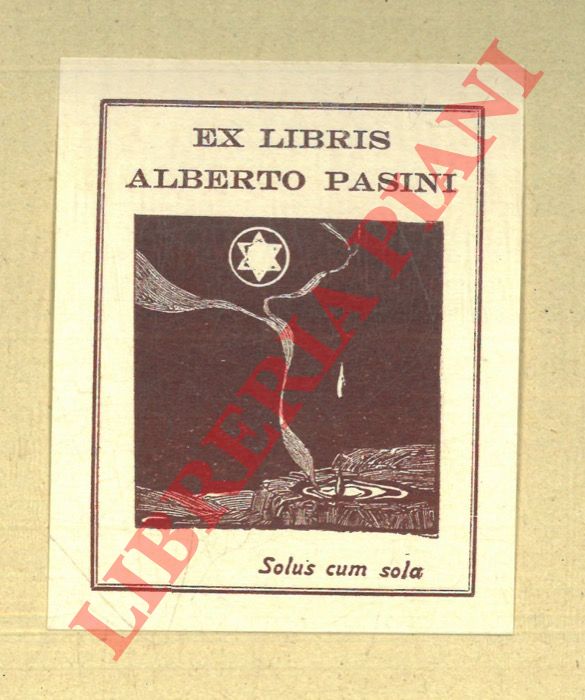 EX LIBRIS
ALBERTO PASINI
Solus cum sola
LIBRERIA PIANI